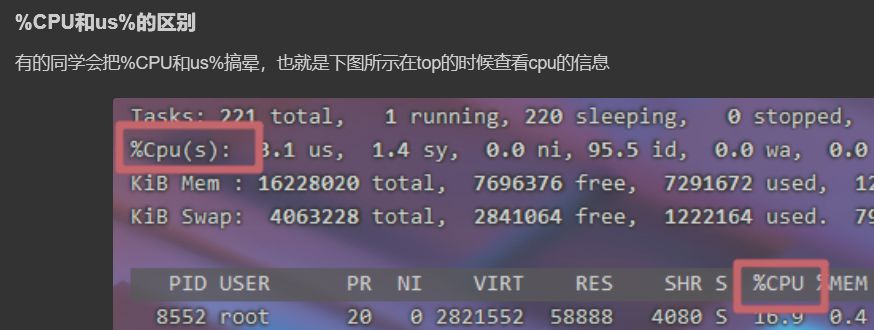 %CPU和us%的区别
有的同学会把%CPU和us%搞晕，也就是下图所示在top的时候查看cpu的信息
Tasks: 221 total,   1 running, 220 sleeping,   0 stopped,
%Cpu(s):  3.1 us,  1.4 sy,  0.0 ni, 95.5 id,  0.0 wa,  0.0
KiB Mem : 16228020 total,  7696376 free,  7291672 used,  12
KiB Swap:  4063228 total,  2841064 free,  1222164 used.  79
PID USER      PR  NI    VIRT    RES    SHR S  %CPU %MEM
8552 root      20   0 2821552  58888   4080 S  16.9  0.4